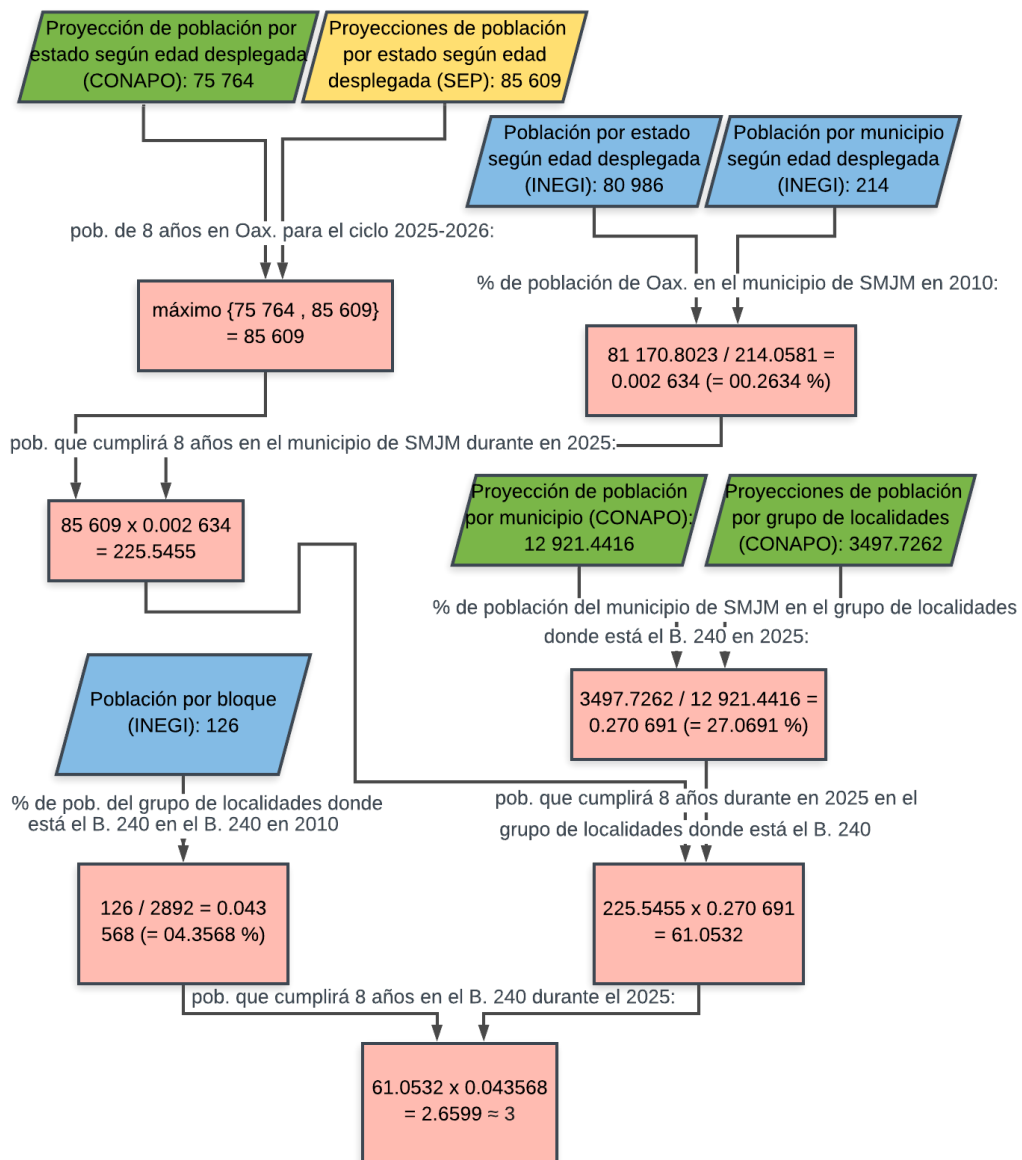 Proyección de población por
estado según edad desplegada
(CONAPO): 75 764
Proyecciones de población
por estado según edad
desplegada (SEP): 85 609
Población por estado
según edad desplegada
(INEGI): 80 986
Población por municipio
según edad desplegada
(INEGI): 214
pob. de 8 años en Oax. para el ciclo 2025-2026:
% de población de Oax. en el municipio de SMJM en 2010:
máximo {75 764 , 85 609}
= 85 609
81 170.8023 / 214.0581 =
0.002 634 (= 00.2634 %)
pob. que cumplirá 8 años en el municipio de SMJM durante en 2025:
85 609 x 0.002 634
= 225.5455
Proyección de población
por municipio (CONAPO):
12 921.4416
Proyecciones de población
por grupo de localidades
(CONAPO): 3497.7262
% de población del municipio de SMJM en el grupo de localidades
donde está el B. 240 en 2025:
Población por bloque
(INEGI): 126
3497.7262 / 12 921.4416 =
0.270 691 (= 27.0691 %)
% de pob. del grupo de localidades donde
está el B. 240 en el B. 240 en 2010
pob. que cumplirá 8 años durante en 2025 en el
grupo de localidades donde está el B. 240
126 / 2892 = 0.043
568 (= 04.3568 %)
225.5455 x 0.270 691
= 61.0532
pob. que cumplirá 8 años en el B. 240 durante el 2025:
61.0532 x 0.043568
= 2.6599 ≈ 3